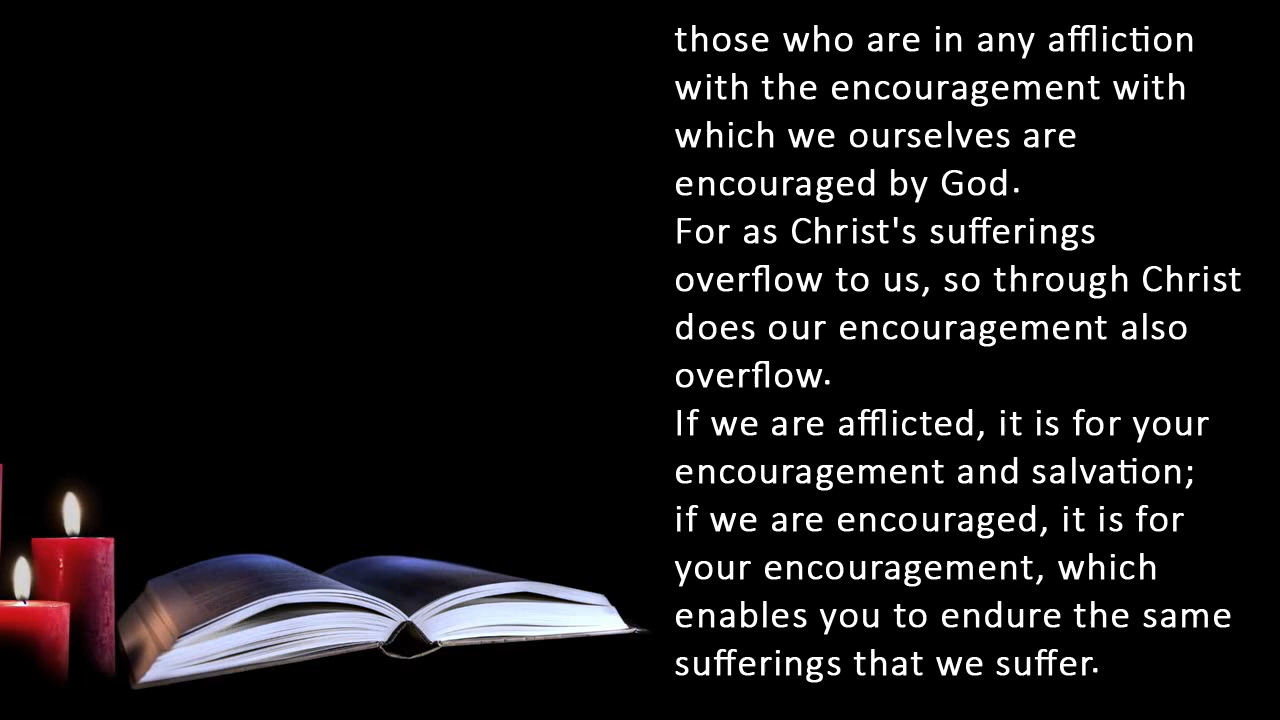 those who are in any affliction
with the encouragement with
which we ourselves are
encouraged by God.
For as Christ's sufferings
overflow to us, so through Christ
does our encouragement also
overflow.
If we are afflicted, it is for your
encouragement and salvation;
if we are encouraged, it is for
your encouragement, which
enables you to endure the same
sufferings that we suffer.